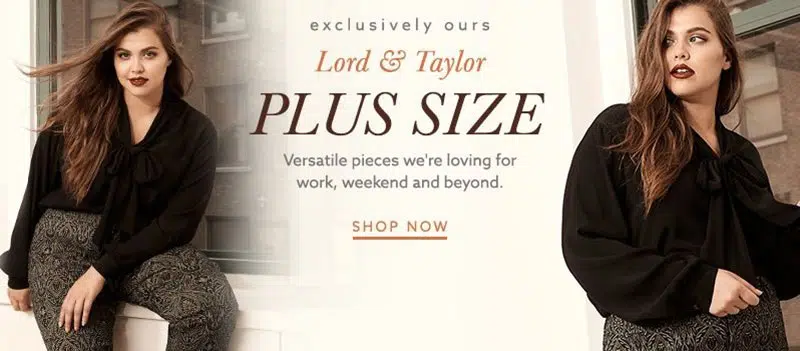 exclusively ours
Lord & Taylor
PLUS SIZE
Versatile pieces we're loving for
work, weekend and beyond.
SHOP NOW